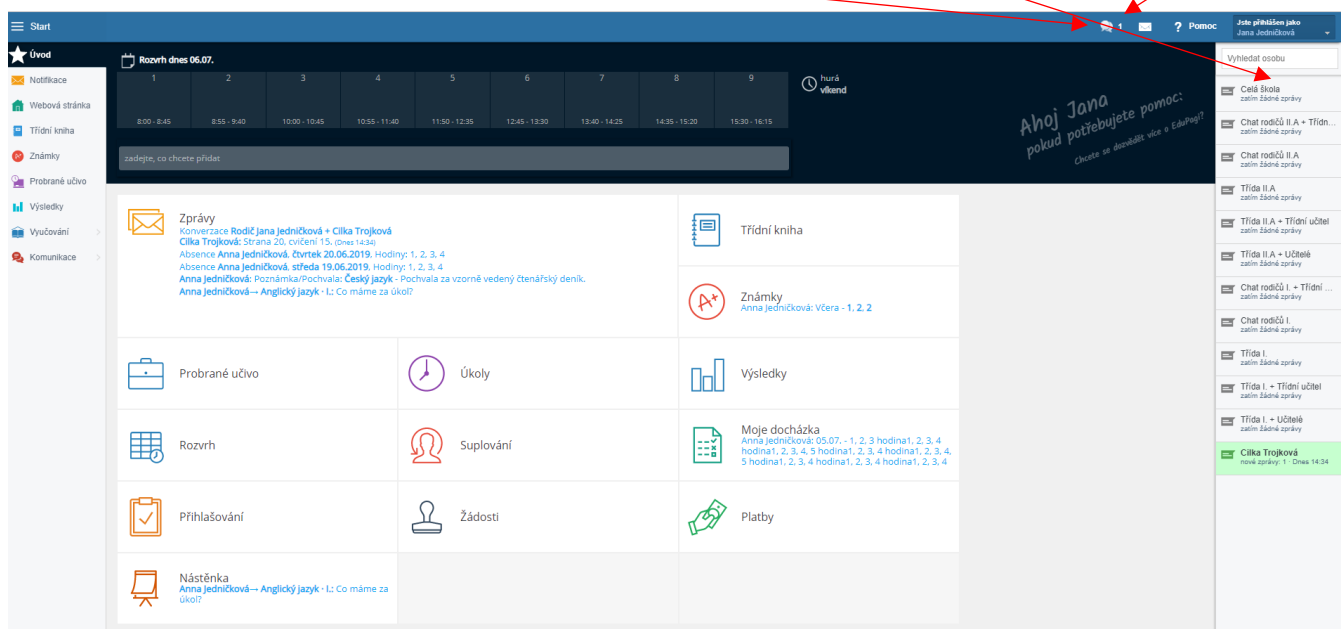 Start
1
? Pomoc
Jste přihlášen jako
Jana Jedničková
Úvod
Notifikace
Webová stránka
Třídní kniha
Známky
Probrané učivo
Výsledky
Vyučování
Komunikace
Rozvrh dnes 06.07.
1 2 3 4 5 6 7 8 9
8:00 - 8:45 8:55 - 9:40 10:00 - 10:45 10:55 - 11:40 11:50 - 12:35 12:45 - 13:30 13:40 - 14:25 14:35 - 15:20 15:30 - 16:15
hurá
víkend
zadejte, co chcete přidat
Ahoj Jana
pokud potřebujete pomoc:
Chcete se dozvědět více o EduPagi?
Zprávy
Konverzace Rodič Jana Jedničková + Cilka Trojková
Cilka Trojková: Strana 20, cvičení 15. (Dnes 14:34)
Absence Anna Jedničková, čtvrtek 20.06.2019, Hodiny: 1, 2, 3, 4
Absence Anna Jedničková, středa 19.06.2019, Hodiny: 1, 2, 3, 4
Anna Jedničková: Poznámka/Pochvala: Český jazyk - Pochvala za vzorně vedený čtenářský deník.
Anna Jedničková→ Anglický jazyk · I.: Co máme za úkol?
Třídní kniha
Známky
Anna Jedničková: Včera - 1, 2, 2
Probrané učivo
Úkoly
Výsledky
Rozvrh
Suplování
Moje docházka
Anna Jedničková: 05.07. - 1, 2, 3 hodina1, 2, 3, 4
hodina1, 2, 3, 4, 5 hodina1, 2, 3, 4 hodina1, 2, 3, 4,
5 hodina1, 2, 3, 4 hodina1, 2, 3, 4 hodina1, 2, 3, 4
Přihlašování
Žádosti
Platby
Nástěnka
Anna Jedničková→ Anglický jazyk · I.: Co máme za
úkol?
Vyhledat osobu
Celá škola
zatím žádné zprávy
Chat rodičů II.A + Třídn...
zatím žádné zprávy
Chat rodičů II.A
zatím žádné zprávy
Třída II.A
zatím žádné zprávy
Třída II.A + Třídní učitel
zatím žádné zprávy
Třída II.A + Učitelé
zatím žádné zprávy
Chat rodičů I. + Třídní ...
zatím žádné zprávy
Chat rodičů I.
zatím žádné zprávy
Třída I.
zatím žádné zprávy
Třída I. + Třídní učitel
zatím žádné zprávy
Třída I. + Učitelé
zatím žádné zprávy
Cilka Trojková
nové zprávy: 1 · Dnes 14:34